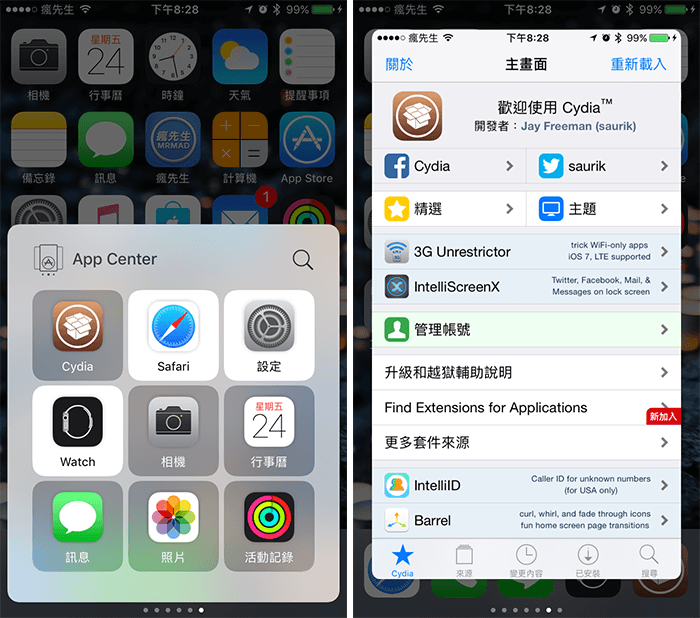 瘋先生
下午8:28
99%
星期五
24
相機
行事曆
時鐘
天氣
提醒事項
瘋先生
MRMAD
備忘錄
訊息
瘋先生
計算機
App Store
1
App Center
Cydia
Safari
設定
Watch
相機
星期五
24
行事曆
訊息
照片
活動記錄
瘋先生
下午8:28
99%
瘋先生
下午8:28
99%
關於
主畫面
重新載入
歡迎使用 Cydia™
開發者：Jay Freeman (saurik)
Cydia
saurik
精選
主題
3G Unrestrictor
trick WiFi-only apps
iOS 7, LTE supported
IntelliScreenX
Twitter, Facebook, Mail, &
Messages on lock screen
管理帳號
升級和越獄輔助說明
Find Extensions for Applications
新加入
更多套件來源
IntelliID
Caller ID for unknown numbers
(for USA only)
Barrel
curl, whirl, and fade through icons
fun home screen page transitions
Cydia
來源
變更內容
已安裝
搜尋